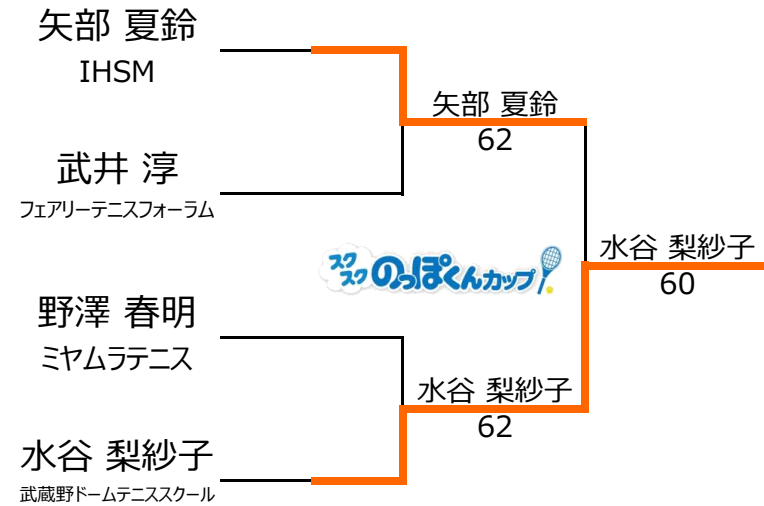 矢部 夏鈴
IHSM
矢部 夏鈴
62
武井 淳
フェアリーテニスフォーラム
スクスクのっぽくんカップ
水谷 梨紗子
60
野澤 春明
ミヤムラテニス
水谷 梨紗子
62
水谷 梨紗子
武蔵野ドームテニススクール